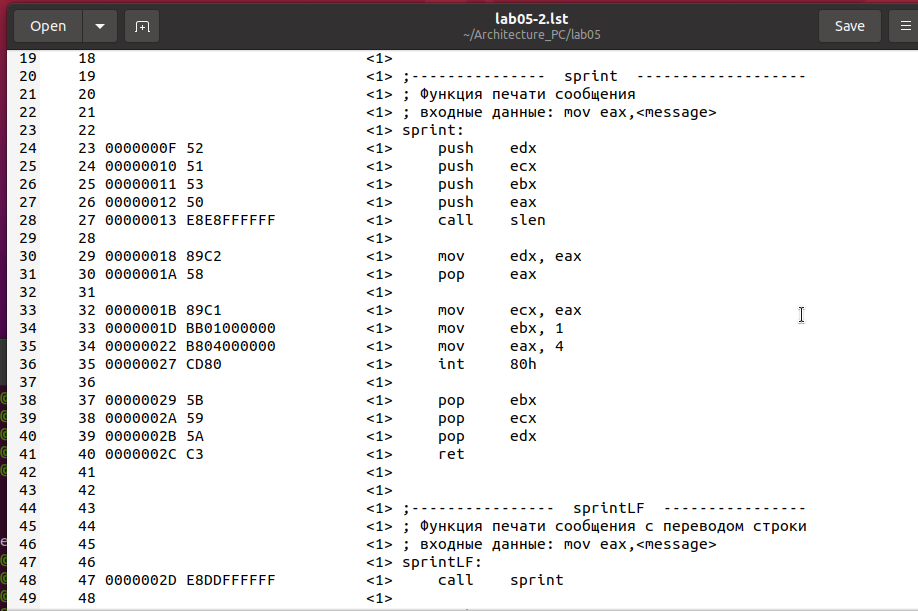 Open
lab05-2.lst
~/Architecture_PC/lab05
Save
19 18 <1>
20 19 <1> ;--------------- sprint -------------------
21 20 <1> ; Функция печати сообщения
22 21 <1> ; входные данные: mov eax,<message>
23 22 <1> sprint:
24 23 0000000F 52 <1> push edx
25 24 00000010 51 <1> push ecx
26 25 00000011 53 <1> push ebx
27 26 00000012 50 <1> push eax
28 27 00000013 E8E8FFFFFF <1> call slen
29 28 <1>
30 29 00000018 89C2 <1> mov edx, eax
31 30 0000001A 58 <1> pop eax
32 31 <1>
33 32 0000001B 89C1 <1> mov ecx, eax
34 33 0000001D BB01000000 <1> mov ebx, 1
35 34 00000022 B804000000 <1> mov eax, 4
36 35 00000027 CD80 <1> int 80h
37 36 <1>
38 37 00000029 5B <1> pop ebx
39 38 0000002A 59 <1> pop ecx
40 39 0000002B 5A <1> pop edx
41 40 0000002C C3 <1> ret
42 41 <1>
43 42 <1>
44 43 <1> ;---------------- sprintLF ----------------
45 44 <1> ; Функция печати сообщения с переводом строки
46 45 <1> ; входные данные: mov eax,<message>
47 46 <1> sprintLF:
48 47 0000002D E8DDFFFFFF <1> call sprint
49 48 <1>